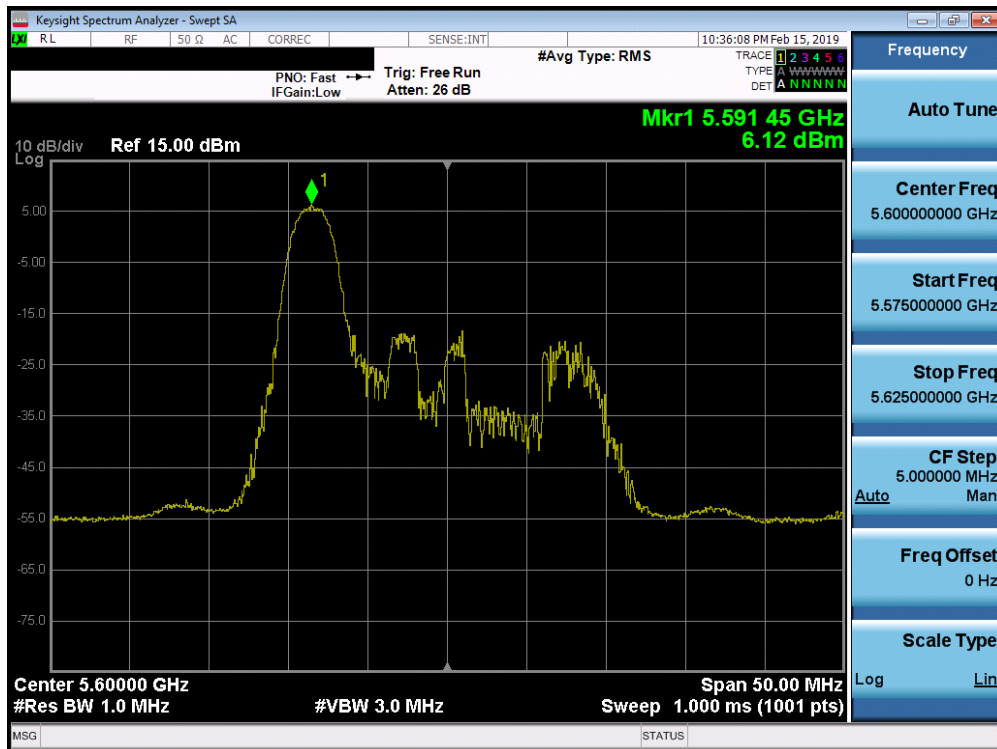 Keysight Spectrum Analyzer - Swept SA
LXI RL RF 50 Ω AC CORREC SENSE:INT 10:36:08 PM Feb 15, 2019
#Avg Type: RMS
TRACE 1 2 3 4 5 6
TYPE A WWWWW
DET A N N N N N
PNO: Fast
IFGain:Low
Trig: Free Run
Atten: 26 dB
Mkr1 5.591 45 GHz
6.12 dBm
10 dB/div Ref 15.00 dBm
Log
1
5.00
-5.00
-15.0
-25.0
-35.0
-45.0
-55.0
-65.0
-75.0
Center 5.60000 GHz Span 50.00 MHz
#Res BW 1.0 MHz #VBW 3.0 MHz Sweep 1.000 ms (1001 pts)
MSG STATUS
Frequency
Auto Tune
Center Freq
5.600000000 GHz
Start Freq
5.575000000 GHz
Stop Freq
5.625000000 GHz
CF Step
5.000000 MHz
Auto Man
Freq Offset
0 Hz
Scale Type
Log Lin